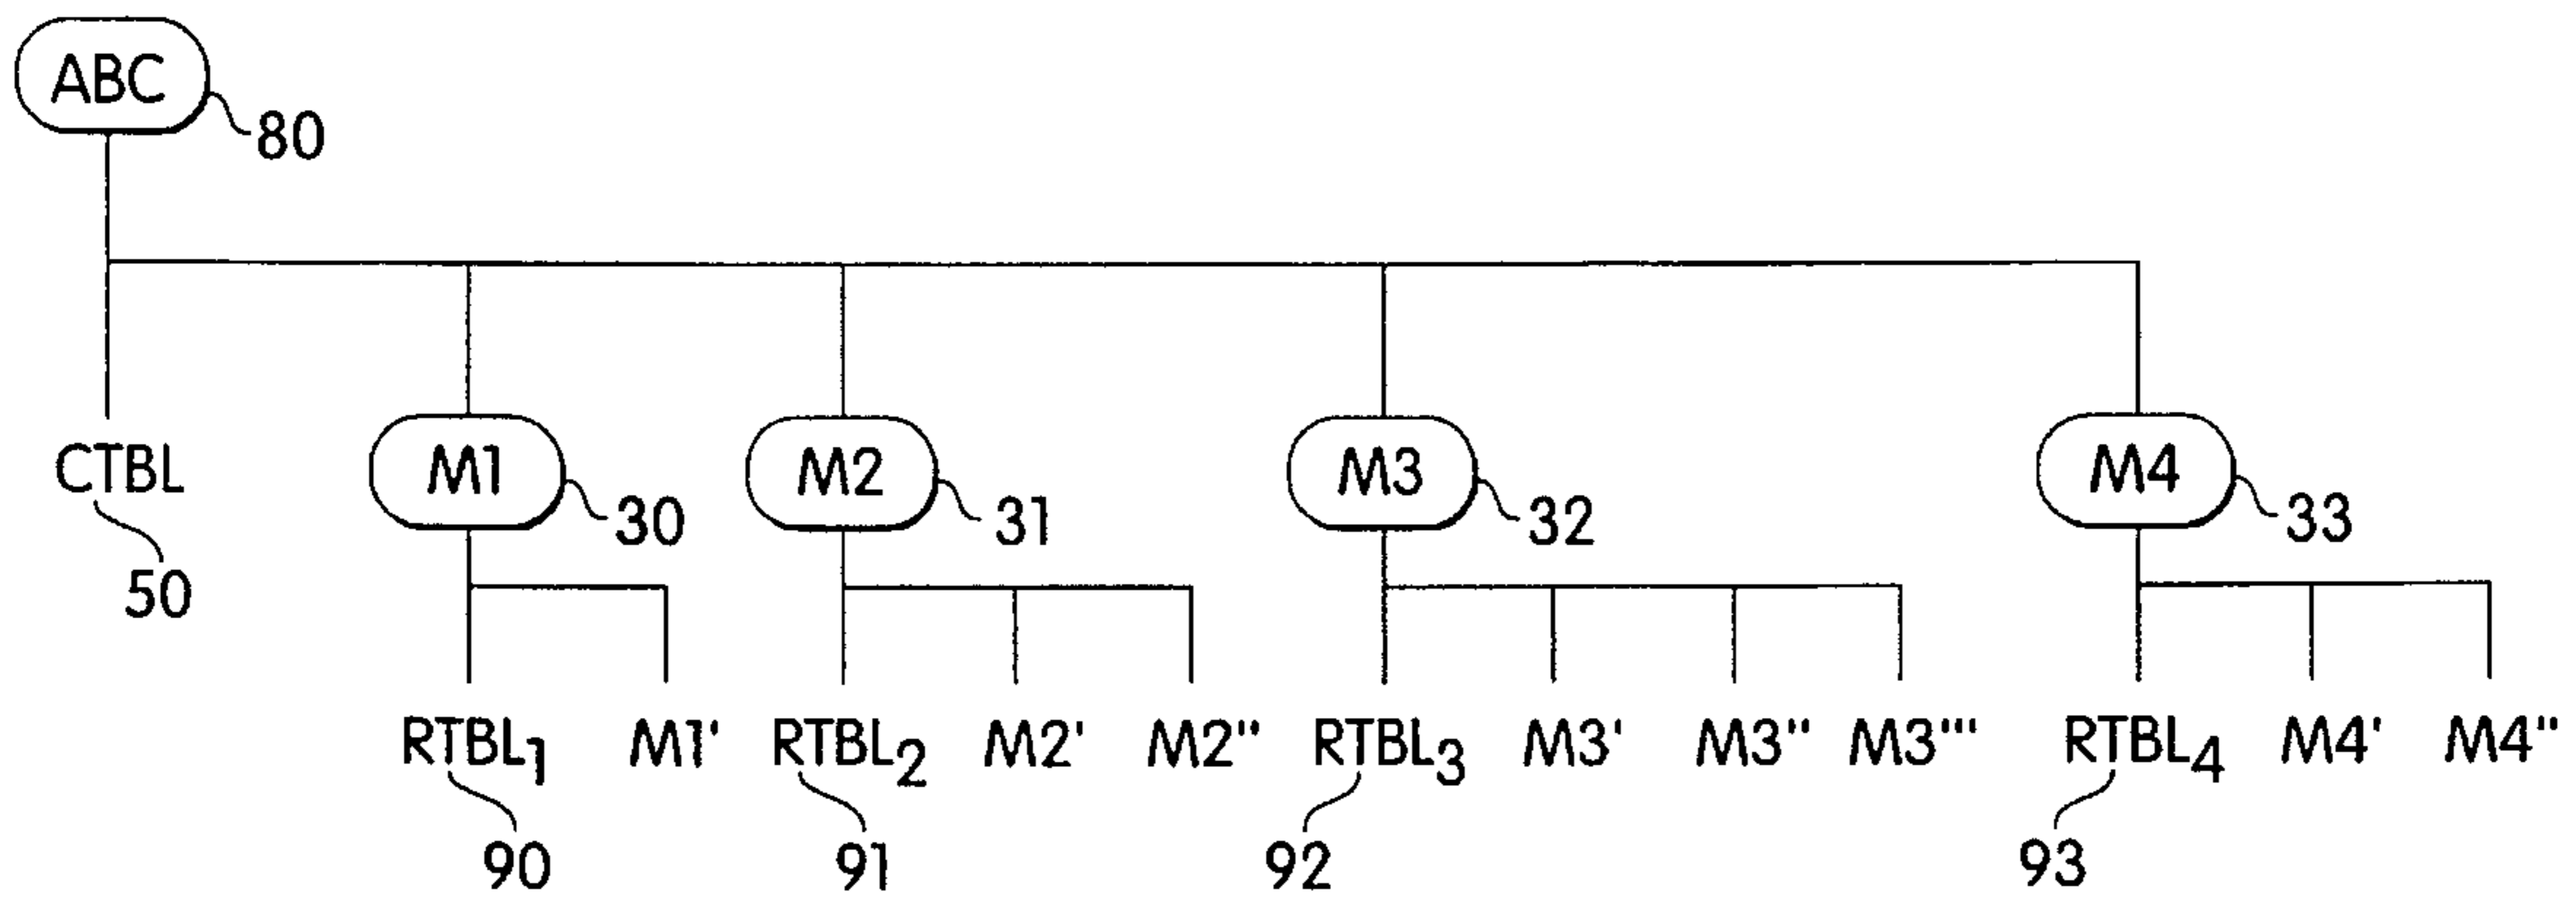 ABC
80
CTBL M1 M2 M3 M4
50 30 31 32 33
RTBL₁ M1' RTBL₂ M2' M2" RTBL₃ M3' M3" M3''' RTBL₄ M4' M4"
90 91 92 93